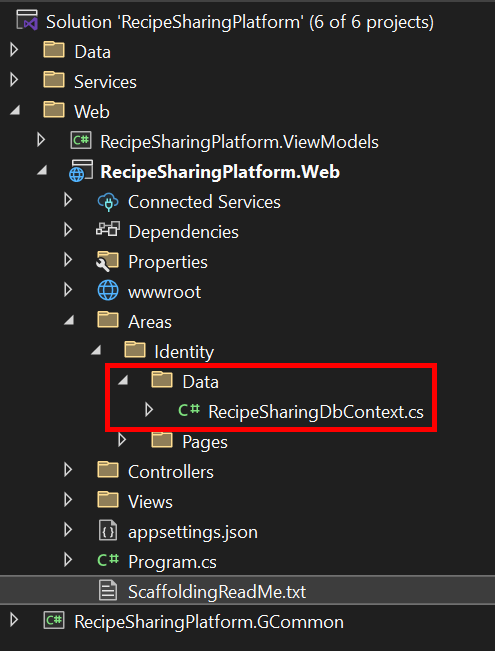 Solution 'RecipeSharingPlatform' (6 of 6 projects)
Data
Services
Web
C# RecipeSharingPlatform.ViewModels
RecipeSharingPlatform.Web
Connected Services
Dependencies
Properties
wwwroot
Areas
Identity
Data
C# RecipeSharingDbContext.cs
Pages
Controllers
Views
appsettings.json
C# Program.cs
ScaffoldingReadMe.txt
C# RecipeSharingPlatform.GCommon